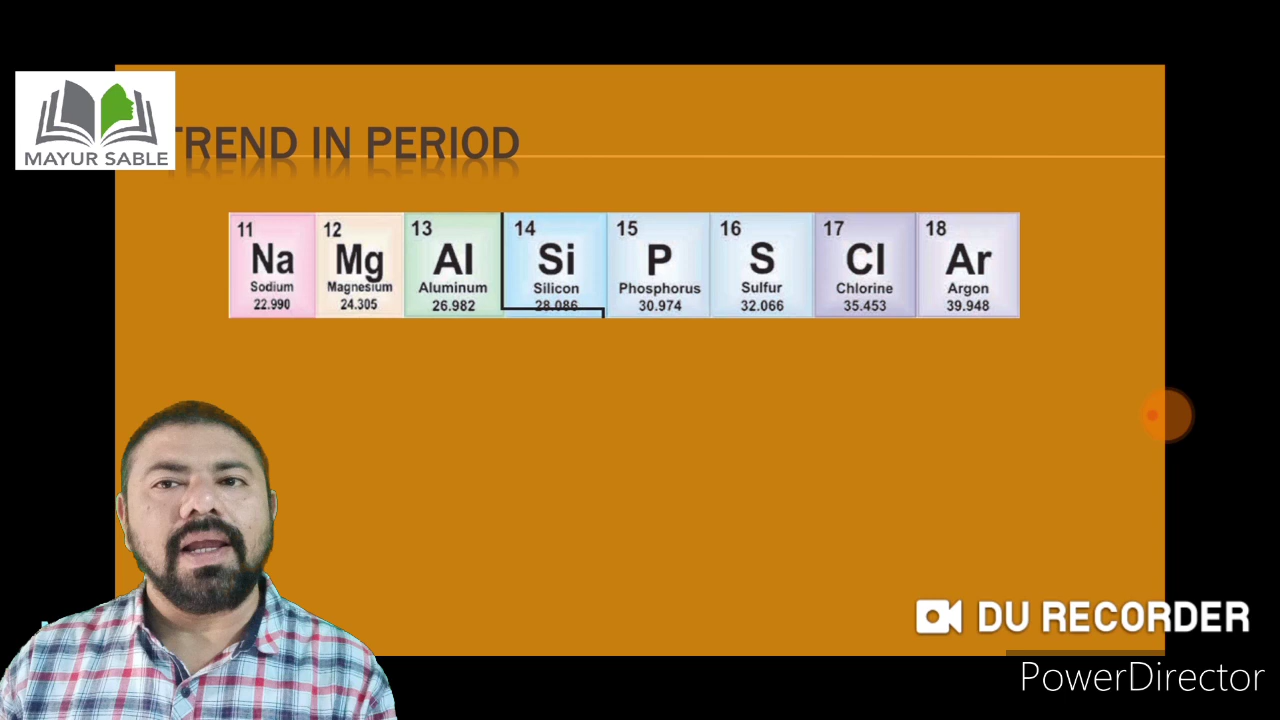 MAYUR SABLE
TREND IN PERIOD
11 12 13 14 15 16 17 18
Na Mg Al Si P S Cl Ar
Sodium Magnesium Aluminum Silicon Phosphorus Sulfur Chlorine Argon
22.990 24.305 26.982 28.086 30.974 32.066 35.453 39.948
DU RECORDER
PowerDirector